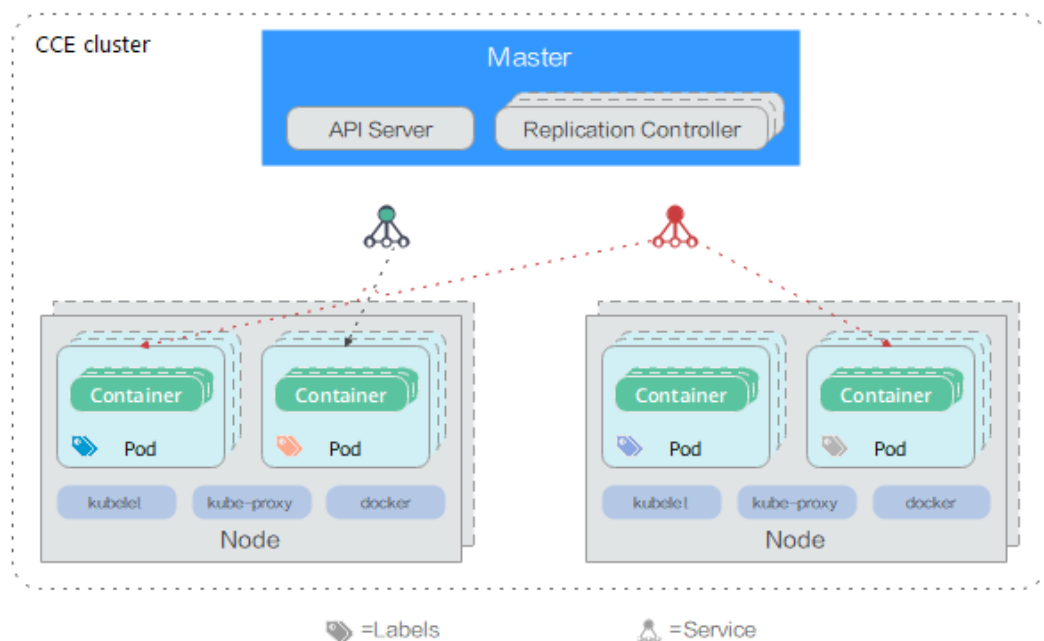 CCE cluster
Master
API Server
Replication Controller
Container
Container
Container
Container
Pod
Pod
Pod
Pod
kubelet
kube-proxy
docker
kubelet
kube-proxy
docker
Node
Node
=Labels
=Service